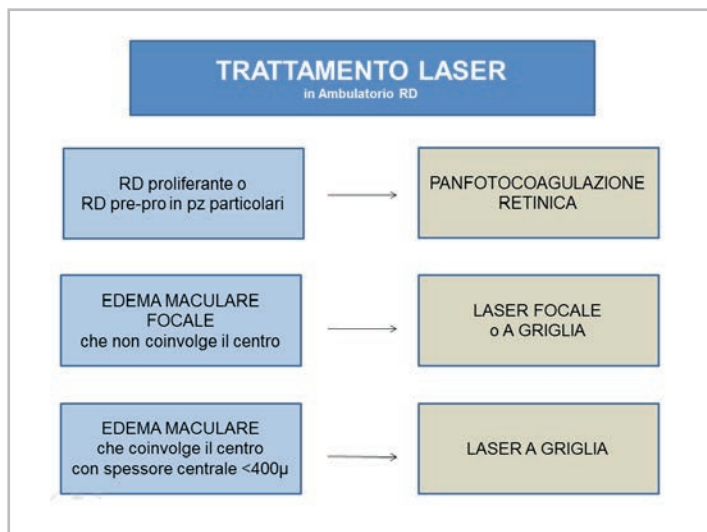 TRATTAMENTO LASER
in Ambulatorio RD
RD proliferante o
RD pre-pro in pz particolari
PANFOTOCOAGULAZIONE
RETINICA
EDEMA MACULARE
FOCALE
che non coinvolge il centro
LASER FOCALE
o A GRIGLIA
EDEMA MACULARE
che coinvolge il centro
con spessore centrale <400µ
LASER A GRIGLIA